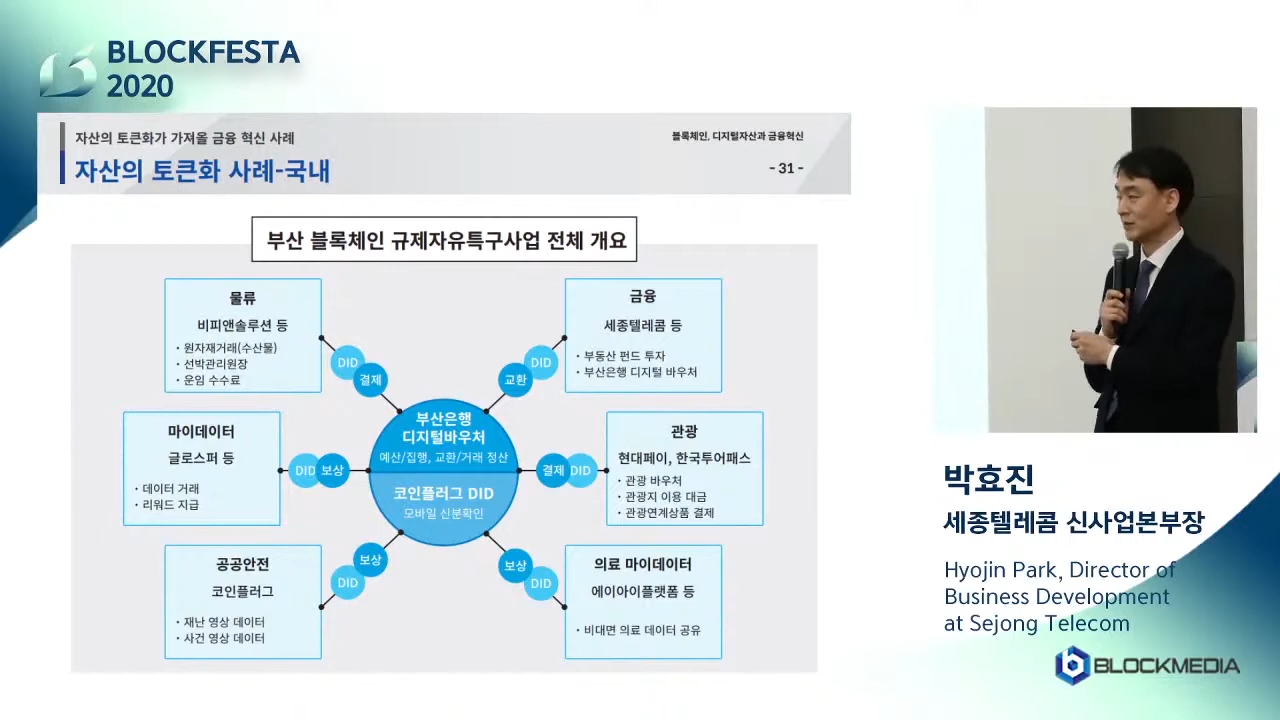 BLOCKFESTA
2020
자산의 토큰화가 가져올 금융 혁신 사례
블록체인, 디지털자산과 금융혁신
자산의 토큰화 사례-국내
- 31 -
부산 블록체인 규제자유특구사업 전체 개요
물류
비피앤솔루션 등
· 원자재거래(수산물)
· 선박관리원장
· 운임 수수료
DID
결제
금융
세종텔레콤 등
· 부동산 펀드 투자
· 부산은행 디지털 바우처
DID
교환
마이데이터
글로스퍼 등
· 데이터 거래
· 리워드 지급
DID
보상
부산은행
디지털바우처
예산/집행, 교환/거래 정산
코인플러그 DID
모바일 신분확인
결제
DID
관광
현대페이, 한국투어패스
· 관광 바우처
· 관광지 이용 대금
· 관광연계상품 결제
공공안전
코인플러그
· 재난 영상 데이터
· 사건 영상 데이터
보상
DID
보상
DID
의료 마이데이터
에이아이플랫폼 등
· 비대면 의료 데이터 공유
박효진
세종텔레콤 신사업본부장
Hyojin Park, Director of
Business Development
at Sejong Telecom
BLOCKMEDIA